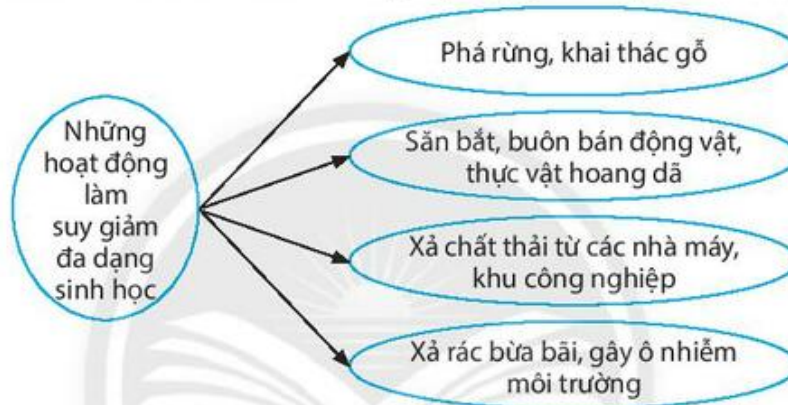 Những
hoạt động
làm
suy giảm
đa dạng
sinh học
Phá rừng, khai thác gỗ
Săn bắt, buôn bán động vật,
thực vật hoang dã
Xả chất thải từ các nhà máy,
khu công nghiệp
Xả rác bừa bãi, gây ô nhiễm
môi trường